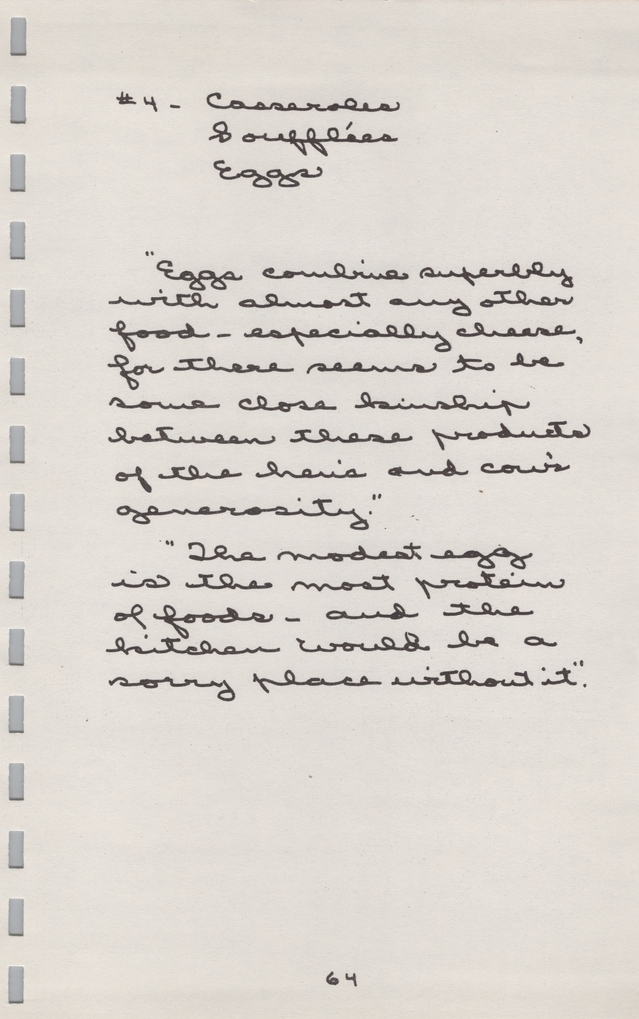 #4 - Casseroles
Soufflées
Eggs
"Eggs combine superbly
with almost any other
food - especially cheese,
for there seems to be
some close kinship
between these products
of the hen's and cow's
generosity."
"The modest egg
is the most protein
of foods - and the
kitchen would be a
sorry place without it".
64